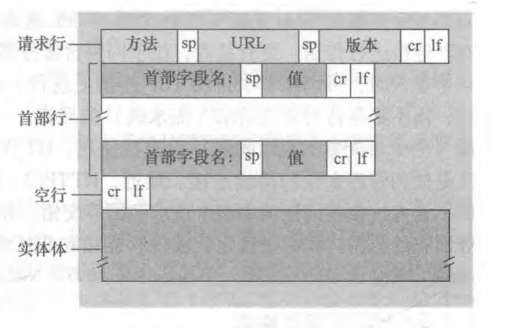 请求行 方法 sp URL sp 版本 cr lf
首部字段名: sp 值 cr lf
首部行
首部字段名: sp 值 cr lf
空行 cr lf
实体体